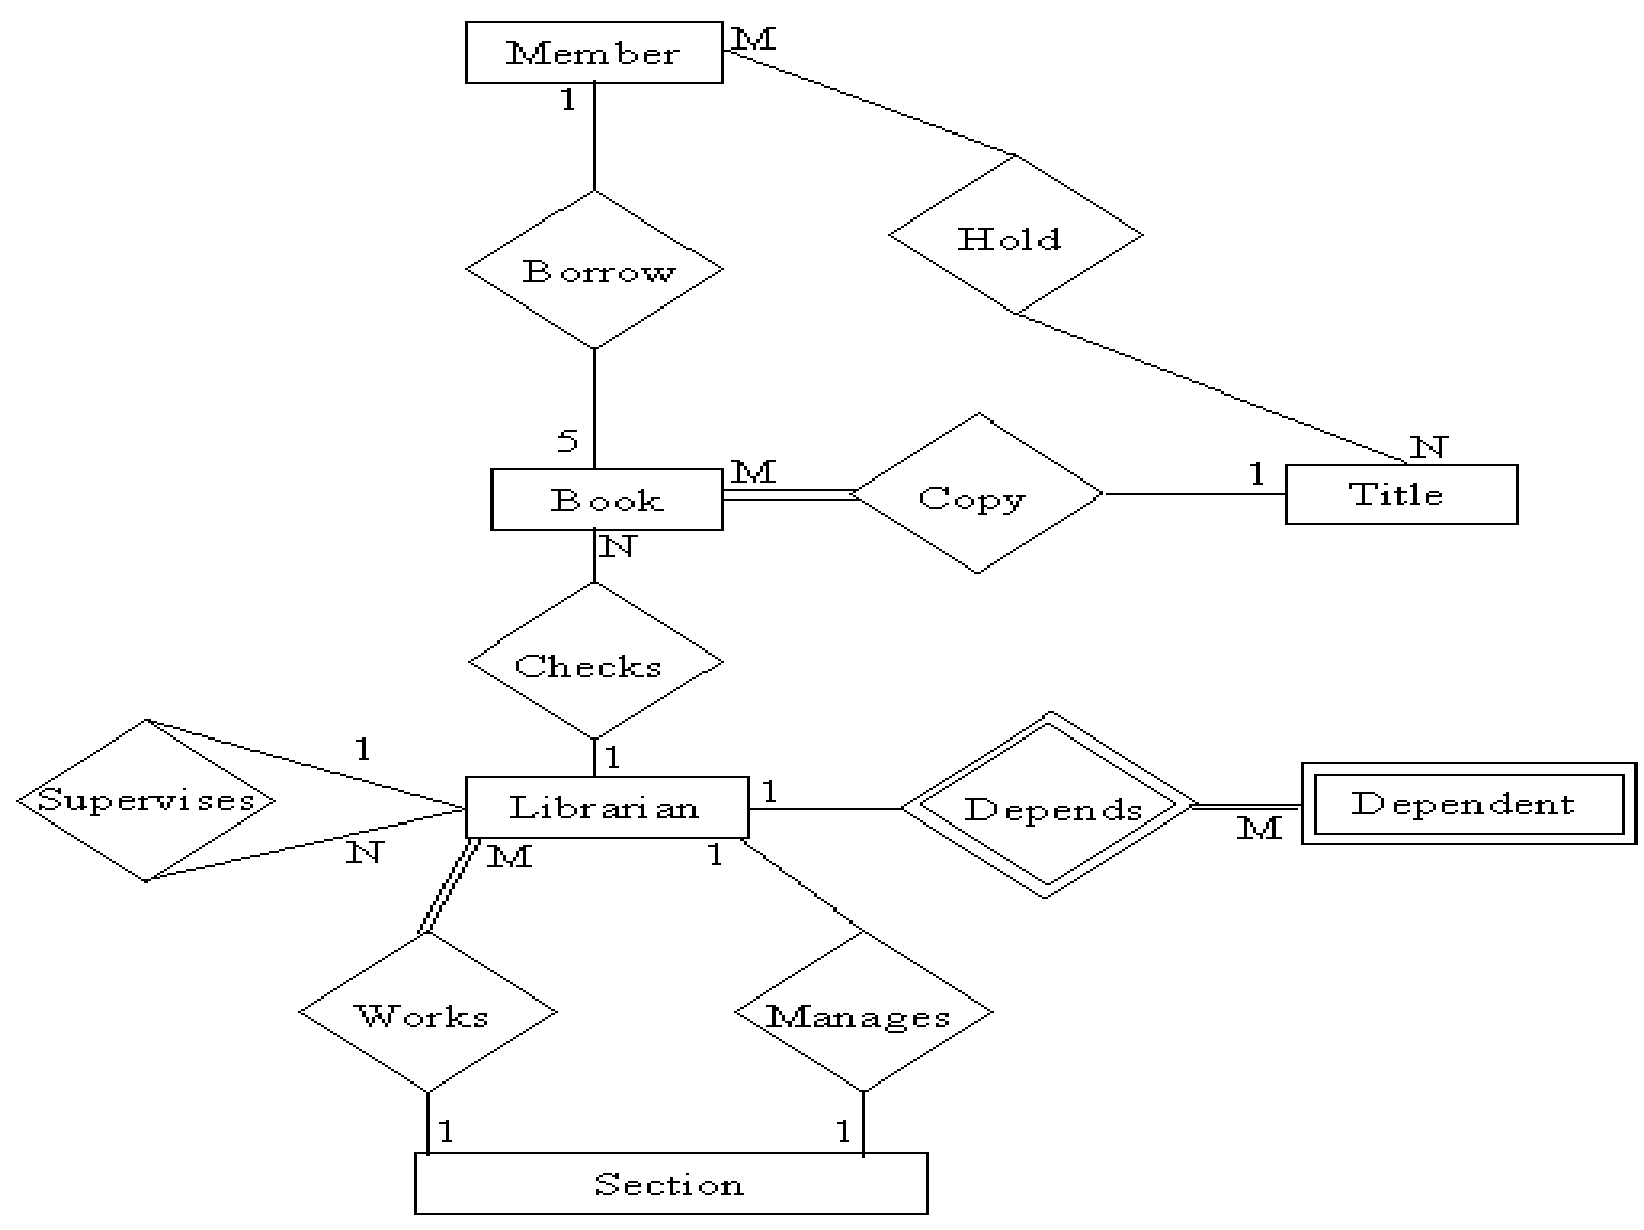 Member
M
1
Hold
Borrow
5
N
Book
M
Copy
1
Title
N
Checks
1
Supervises
1
N
Librarian
1
Depends
M
Dependent
M
1
Works
Manages
1
1
Section